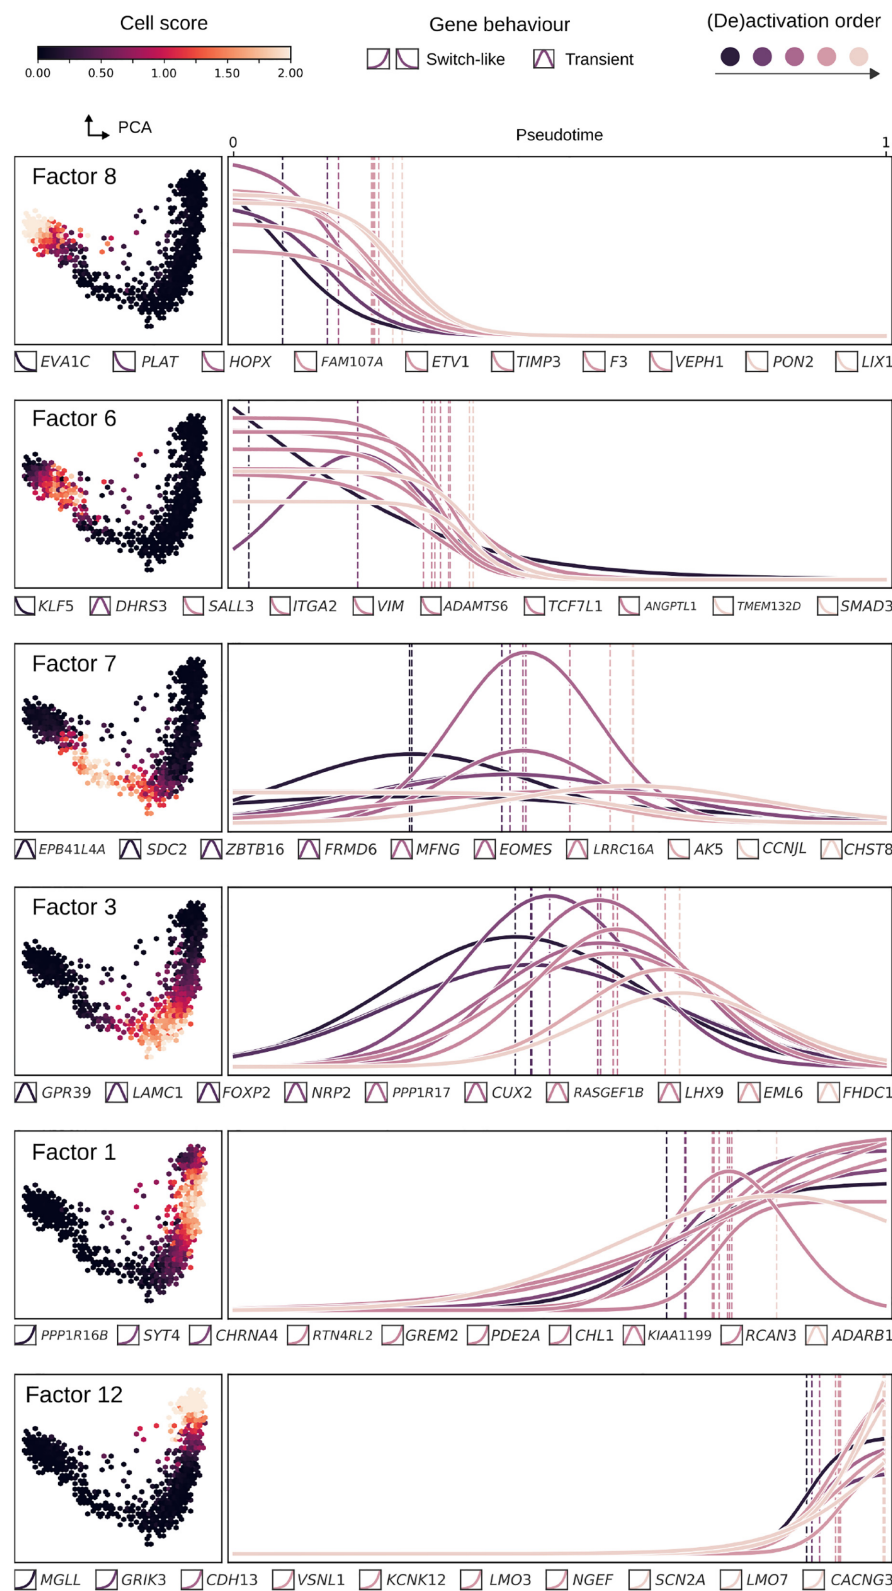 Cell score
Gene behaviour
(De)activation order
0.00 0.50 1.00 1.50 2.00
Switch-like
Transient
PCA
0 Pseudotime 1
Factor 8
EVA1C PLAT HOPX FAM107A ETV1 TIMP3 F3 VEPH1 PON2 LIX1
Factor 6
KLF5 DHRS3 SALL3 ITGA2 VIM ADAMTS6 TCF7L1 ANGPTL1 TMEM132D SMAD3
Factor 7
EPB41L4A SDC2 ZBTB16 FRMD6 MFNG EOMES LRRC16A AK5 CCNJL CHST8
Factor 3
GPR39 LAMC1 FOXP2 NRP2 PPP1R17 CUX2 RASGEF1B LHX9 EML6 FHDC1
Factor 1
PPP1R16B SYT4 CHRNA4 RTN4RL2 GREM2 PDE2A CHL1 KIAA1199 RCAN3 ADARB1
Factor 12
MGLL GRIK3 CDH13 VSNL1 KCNK12 LMO3 NGEF SCN2A LMO7 CACNG3